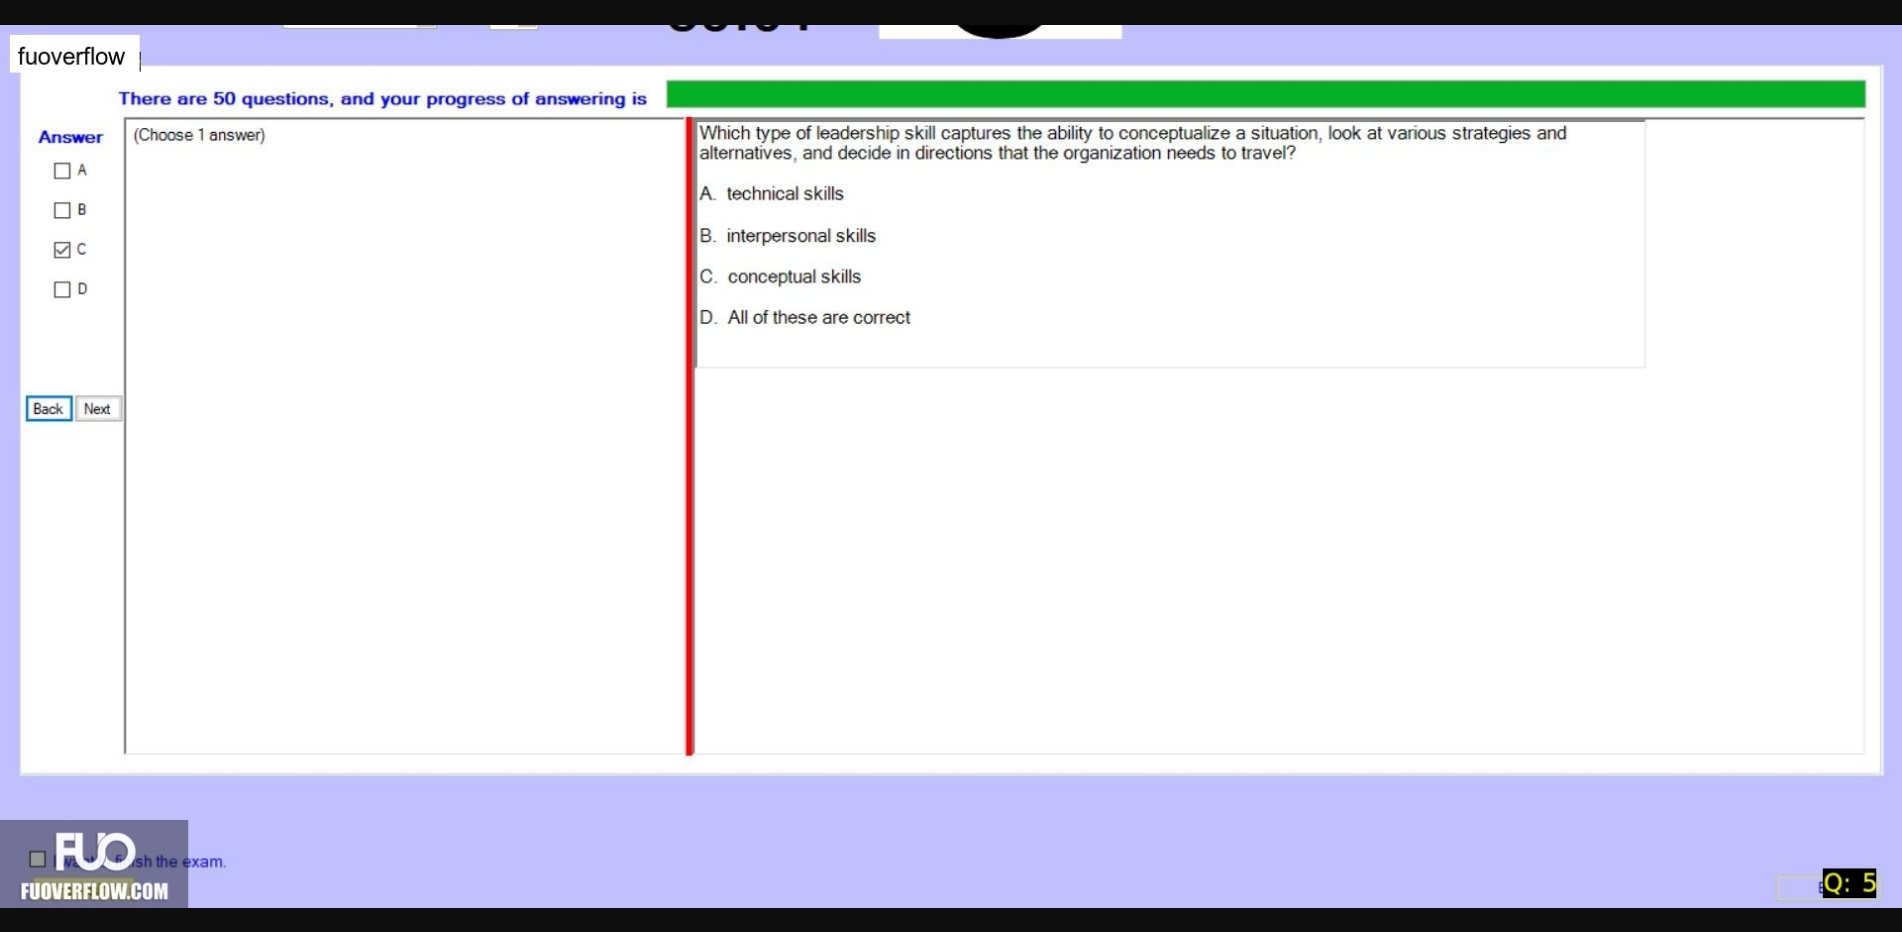 fuoverflow
There are 50 questions, and your progress of answering is
Answer
(Choose 1 answer)
A
B
C
D
Back
Next
Which type of leadership skill captures the ability to conceptualize a situation, look at various strategies and
alternatives, and decide in directions that the organization needs to travel?
A. technical skills
B. interpersonal skills
C. conceptual skills
D. All of these are correct
FUO
sh the exam.
FUOVERFLOW.COM
Q: 5